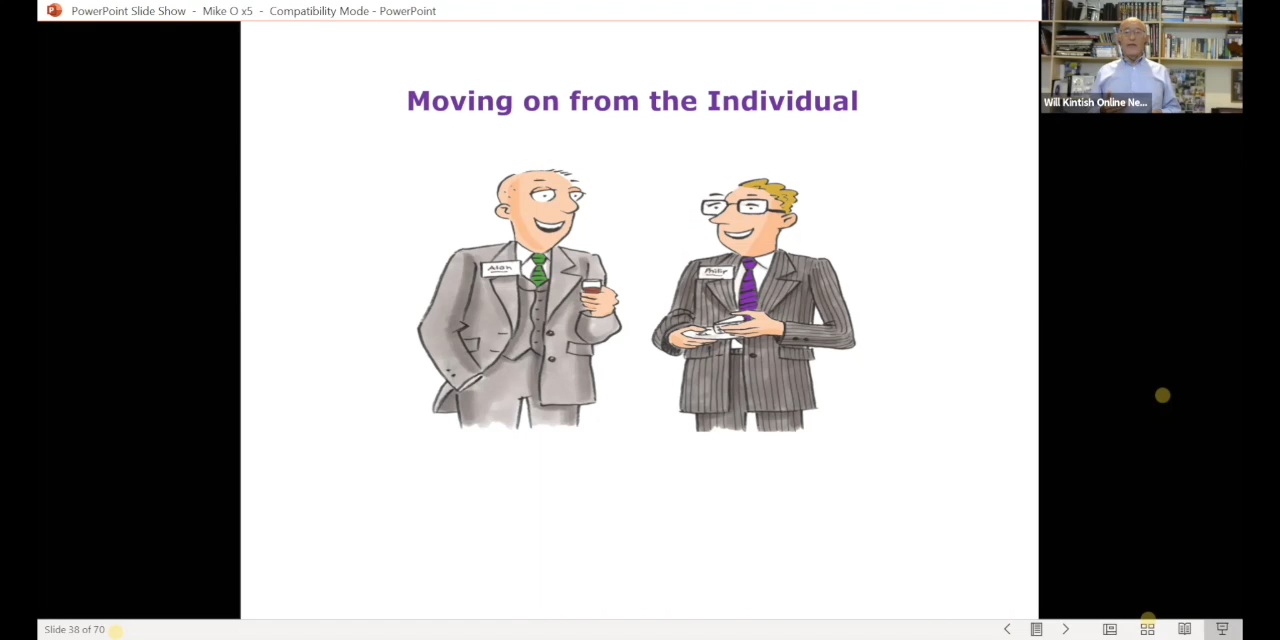 PowerPoint Slide Show - Mike O x5 - Compatibility Mode - PowerPoint
Will Kintish Online Ne...
Moving on from the Individual
Alan
Philip
Slide 38 of 70